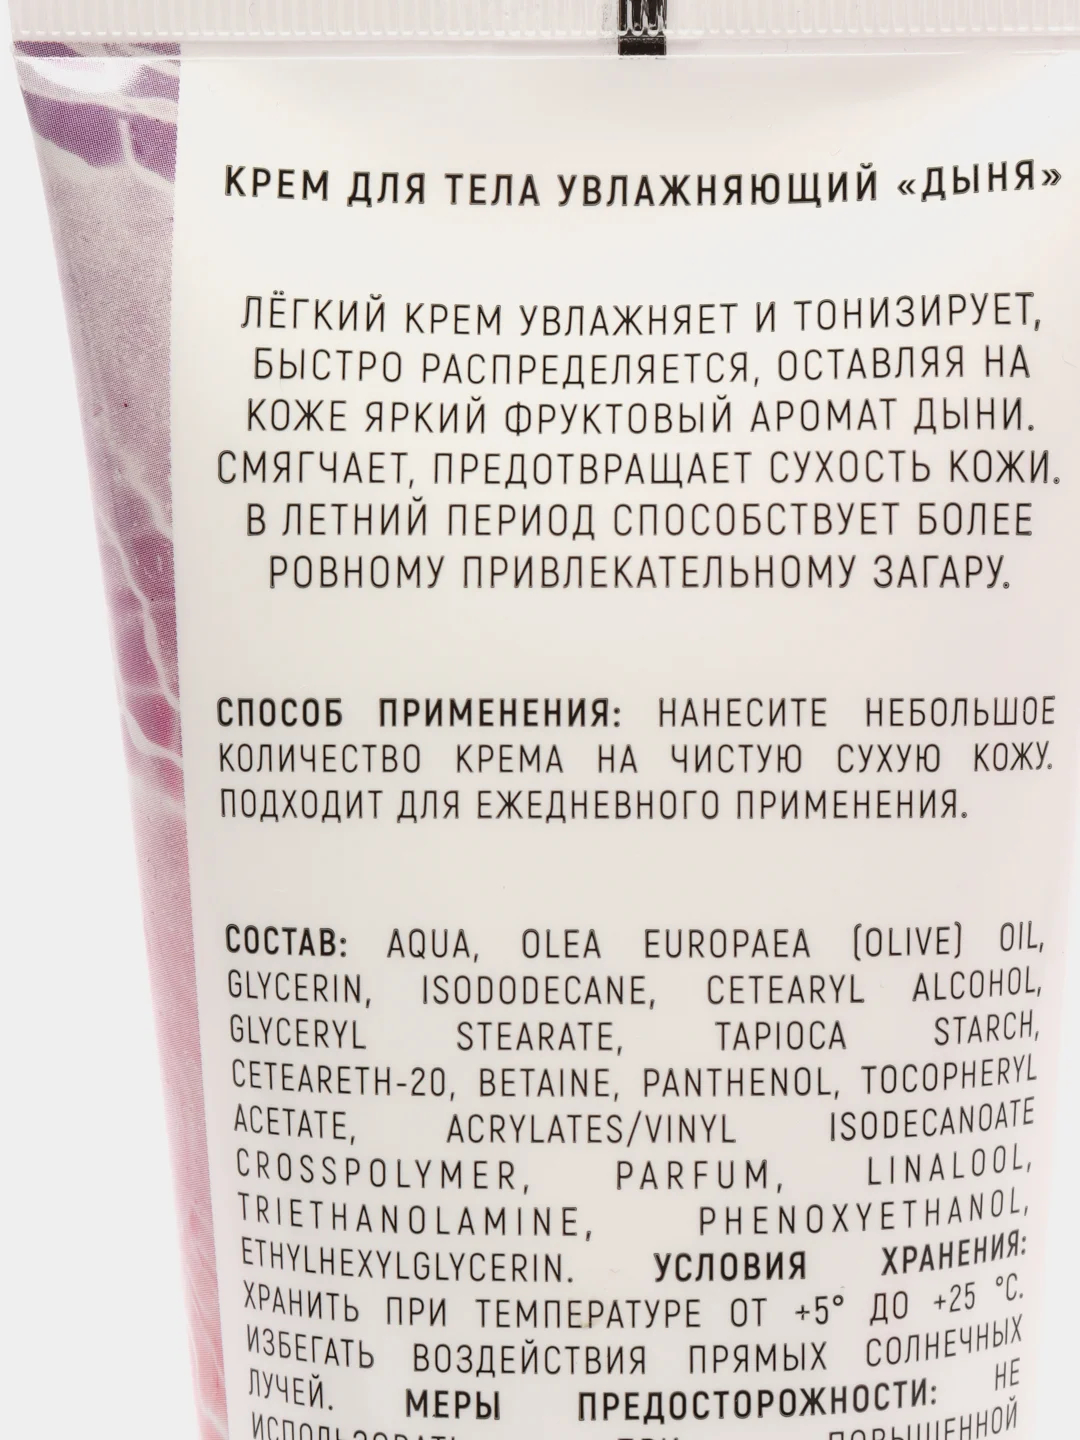 КРЕМ ДЛЯ ТЕЛА УВЛАЖНЯЮЩИЙ «ДЫНЯ»
ЛЁГКИЙ КРЕМ УВЛАЖНЯЕТ И ТОНИЗИРУЕТ,
БЫСТРО РАСПРЕДЕЛЯЕТСЯ, ОСТАВЛЯЯ НА
КОЖЕ ЯРКИЙ ФРУКТОВЫЙ АРОМАТ ДЫНИ.
СМЯГЧАЕТ, ПРЕДОТВРАЩАЕТ СУХОСТЬ КОЖИ.
В ЛЕТНИЙ ПЕРИОД СПОСОБСТВУЕТ БОЛЕЕ
РОВНОМУ ПРИВЛЕКАТЕЛЬНОМУ ЗАГАРУ.
СПОСОБ ПРИМЕНЕНИЯ: НАНЕСИТЕ НЕБОЛЬШОЕ
КОЛИЧЕСТВО КРЕМА НА ЧИСТУЮ СУХУЮ КОЖУ.
ПОДХОДИТ ДЛЯ ЕЖЕДНЕВНОГО ПРИМЕНЕНИЯ.
СОСТАВ: AQUA, OLEA EUROPAEA (OLIVE) OIL,
GLYCERIN, ISODODECANE, CETEARYL ALCOHOL,
GLYCERYL STEARATE, TAPIOCA STARCH,
CETEARETH-20, BETAINE, PANTHENOL, TOCOPHERYL
ACETATE, ACRYLATES/VINYL ISODECANOATE
CROSSPOLYMER, PARFUM, LINALOOL,
TRIETHANOLAMINE, PHENOXYETHANOL,
ETHYLHEXYLGLYCERIN. УСЛОВИЯ ХРАНЕНИЯ:
ХРАНИТЬ ПРИ ТЕМПЕРАТУРЕ ОТ +5° ДО +25 °C.
ИЗБЕГАТЬ ВОЗДЕЙСТВИЯ ПРЯМЫХ СОЛНЕЧНЫХ
ЛУЧЕЙ. МЕРЫ ПРЕДОСТОРОЖНОСТИ: НЕ
ИСПОЛЬЗОВАТЬ ПРИ ПОВЫШЕННОЙ